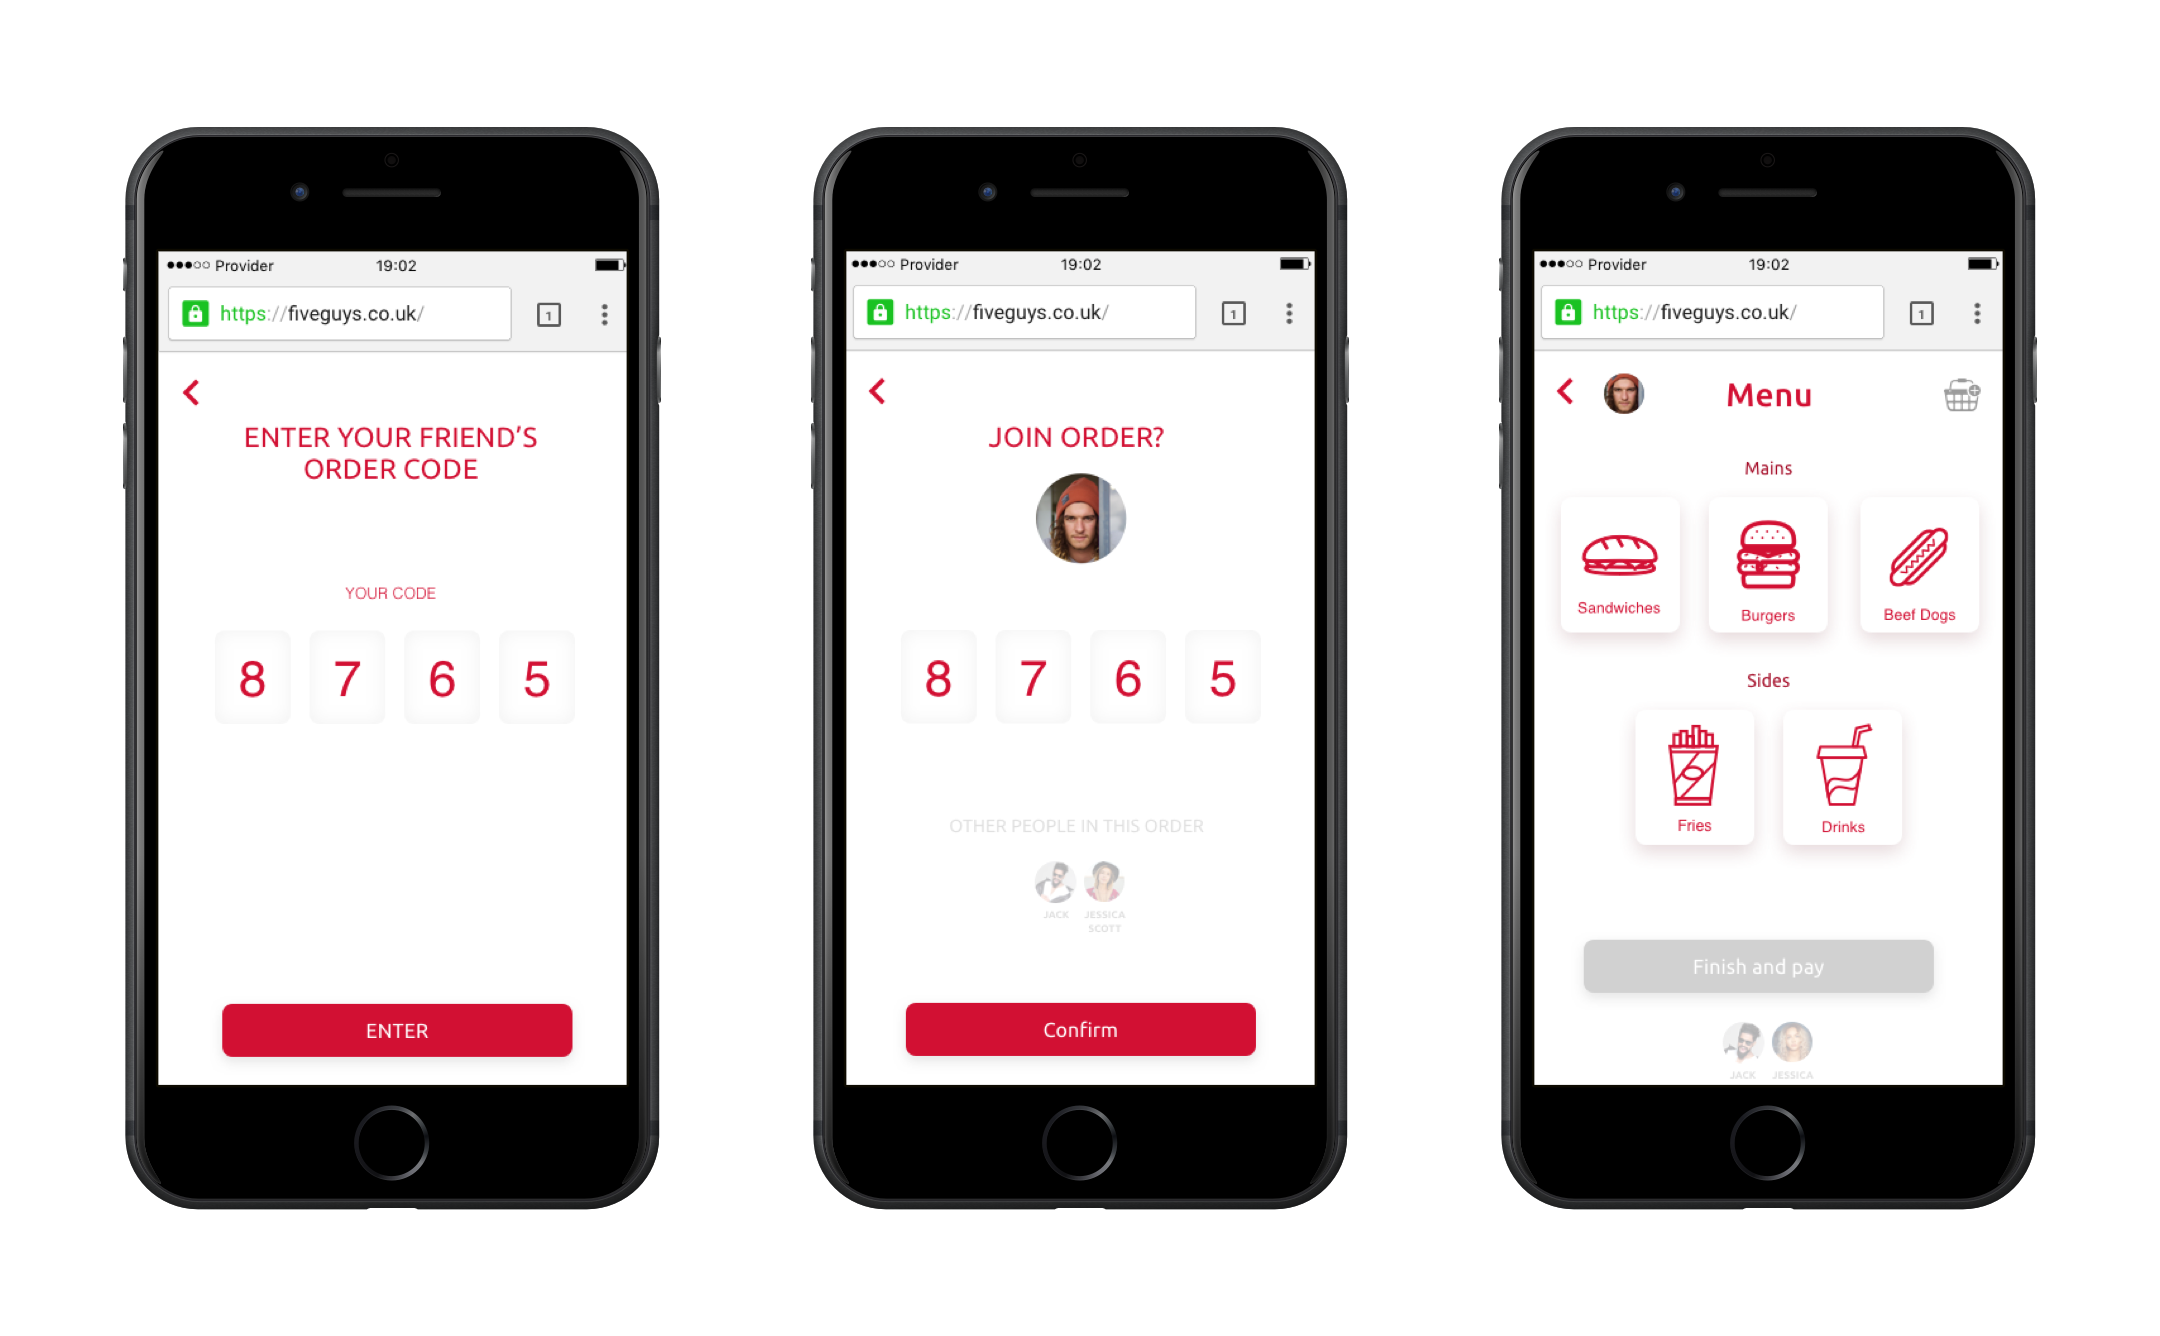 Provider 19:02
https://fiveguys.co.uk/ 1
ENTER YOUR FRIEND'S
ORDER CODE
YOUR CODE
8 7 6 5
ENTER
Provider 19:02
https://fiveguys.co.uk/ 1
JOIN ORDER?
8 7 6 5
OTHER PEOPLE IN THIS ORDER
JACK JESSICA
SCOTT
Confirm
Provider 19:02
https://fiveguys.co.uk/ 1
Menu
Mains
Sandwiches Burgers Beef Dogs
Sides
Fries Drinks
Finish and pay
JACK JESSICA